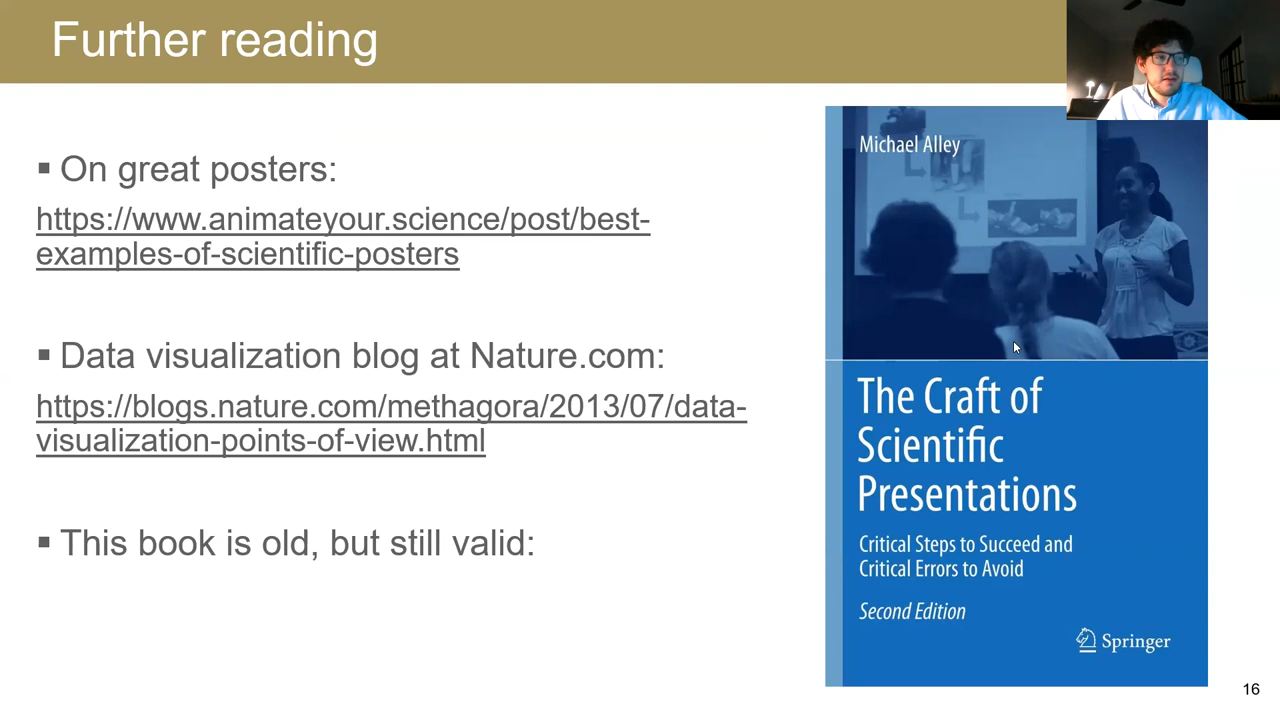 Further reading
▪ On great posters:
https://www.animateyour.science/post/best-
examples-of-scientific-posters
▪ Data visualization blog at Nature.com:
https://blogs.nature.com/methagora/2013/07/data-
visualization-points-of-view.html
▪ This book is old, but still valid:
Michael Alley
The Craft of
Scientific
Presentations
Critical Steps to Succeed and
Critical Errors to Avoid
Second Edition
Springer
16